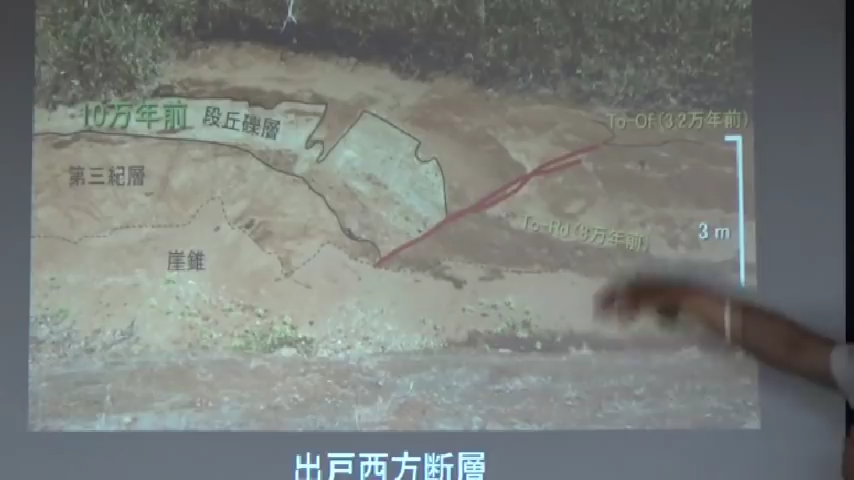 10万年前 段丘礫層
To-Of(3.2万年前)
第三紀層
To-Rd(8万年前)
3 m
崖錐
出戸西方断層